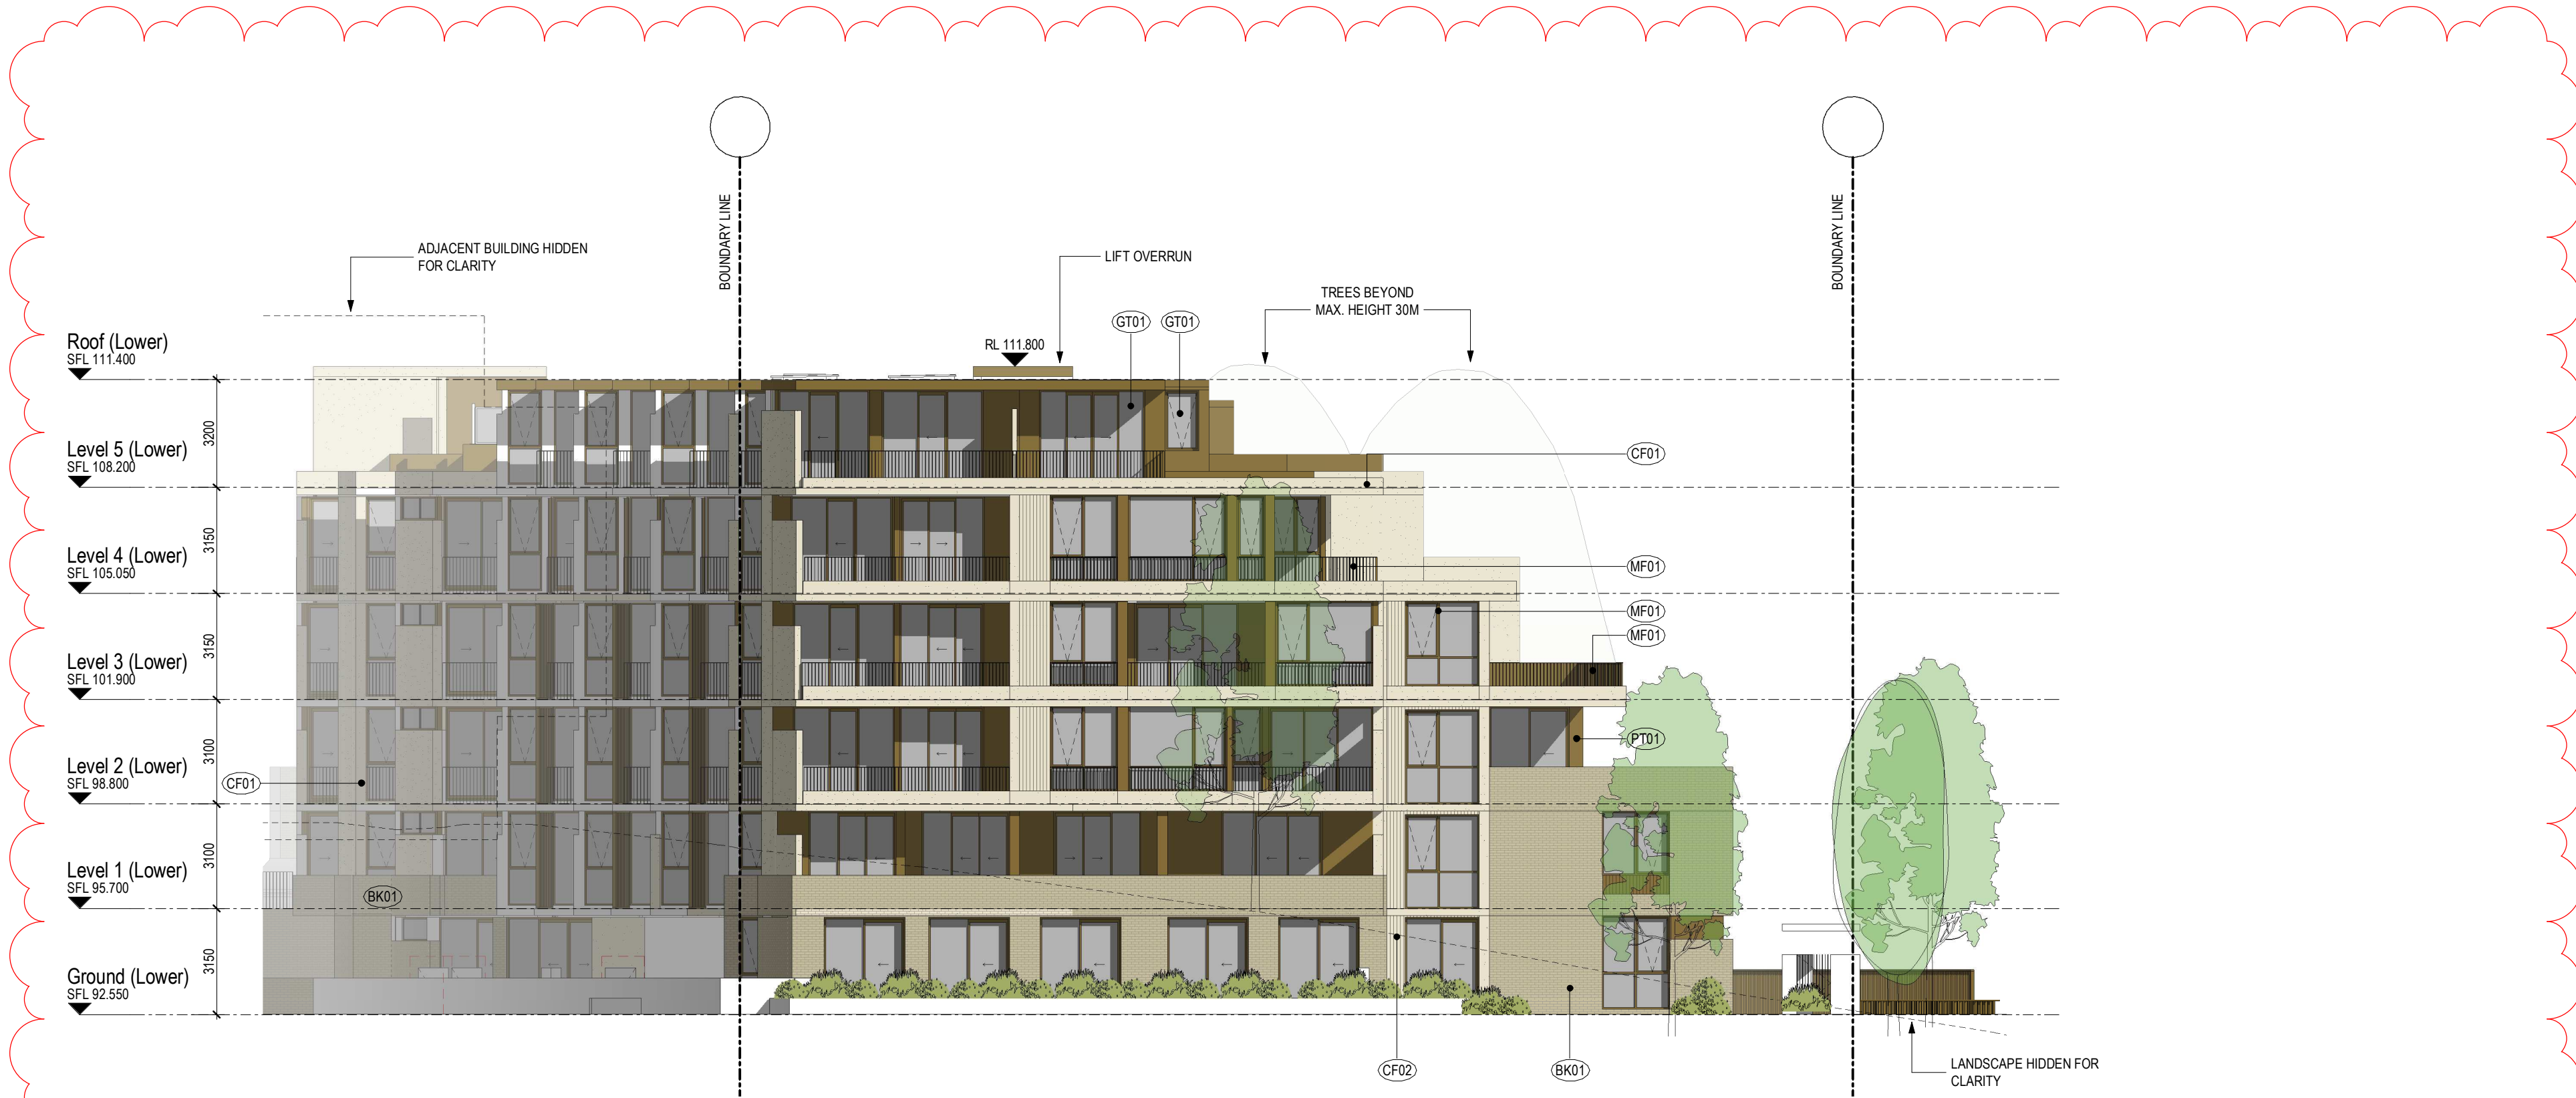 BOUNDARY LINE
BOUNDARY LINE
ADJACENT BUILDING HIDDEN
FOR CLARITY
LIFT OVERRUN
TREES BEYOND
MAX. HEIGHT 30M
GT01
GT01
RL 111.800
Roof (Lower)
SFL 111.400
3200
Level 5 (Lower)
SFL 108.200
CF01
3150
Level 4 (Lower)
SFL 105.050
MF01
MF01
MF01
3150
Level 3 (Lower)
SFL 101.900
PT01
3100
Level 2 (Lower)
SFL 98.800
CF01
3100
Level 1 (Lower)
SFL 95.700
BK01
3150
Ground (Lower)
SFL 92.550
CF02
BK01
LANDSCAPE HIDDEN FOR
CLARITY